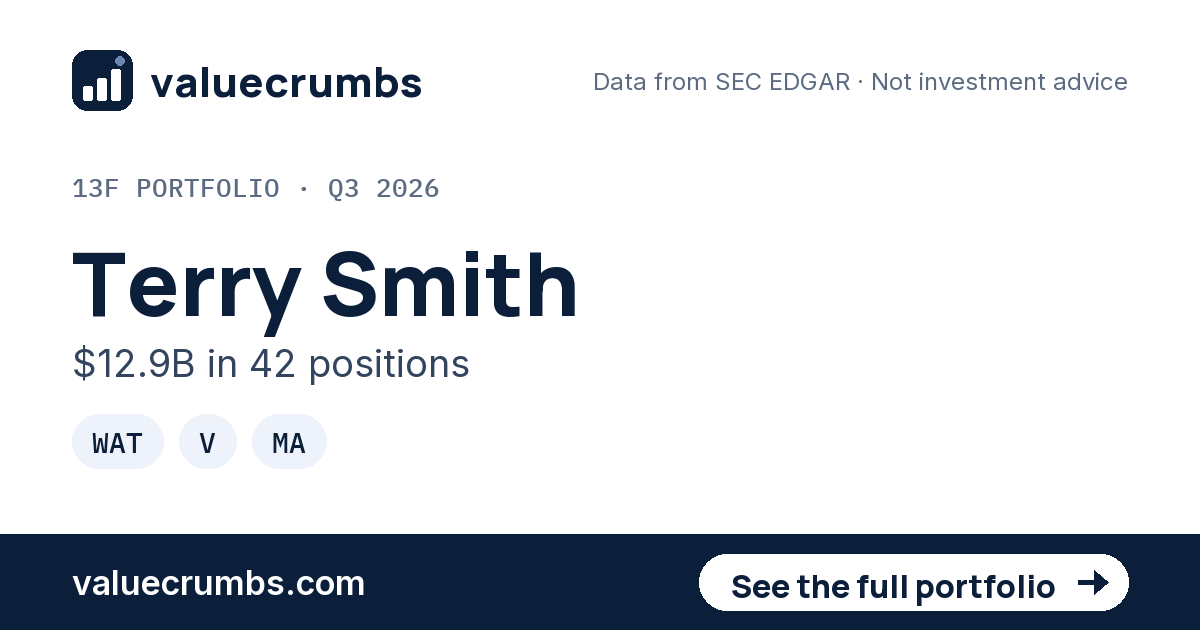 valuecrumbs
Data from SEC EDGAR · Not investment advice
13F PORTFOLIO · Q3 2026
Terry Smith
$12.9B in 42 positions
WAT V MA
valuecrumbs.com
See the full portfolio →